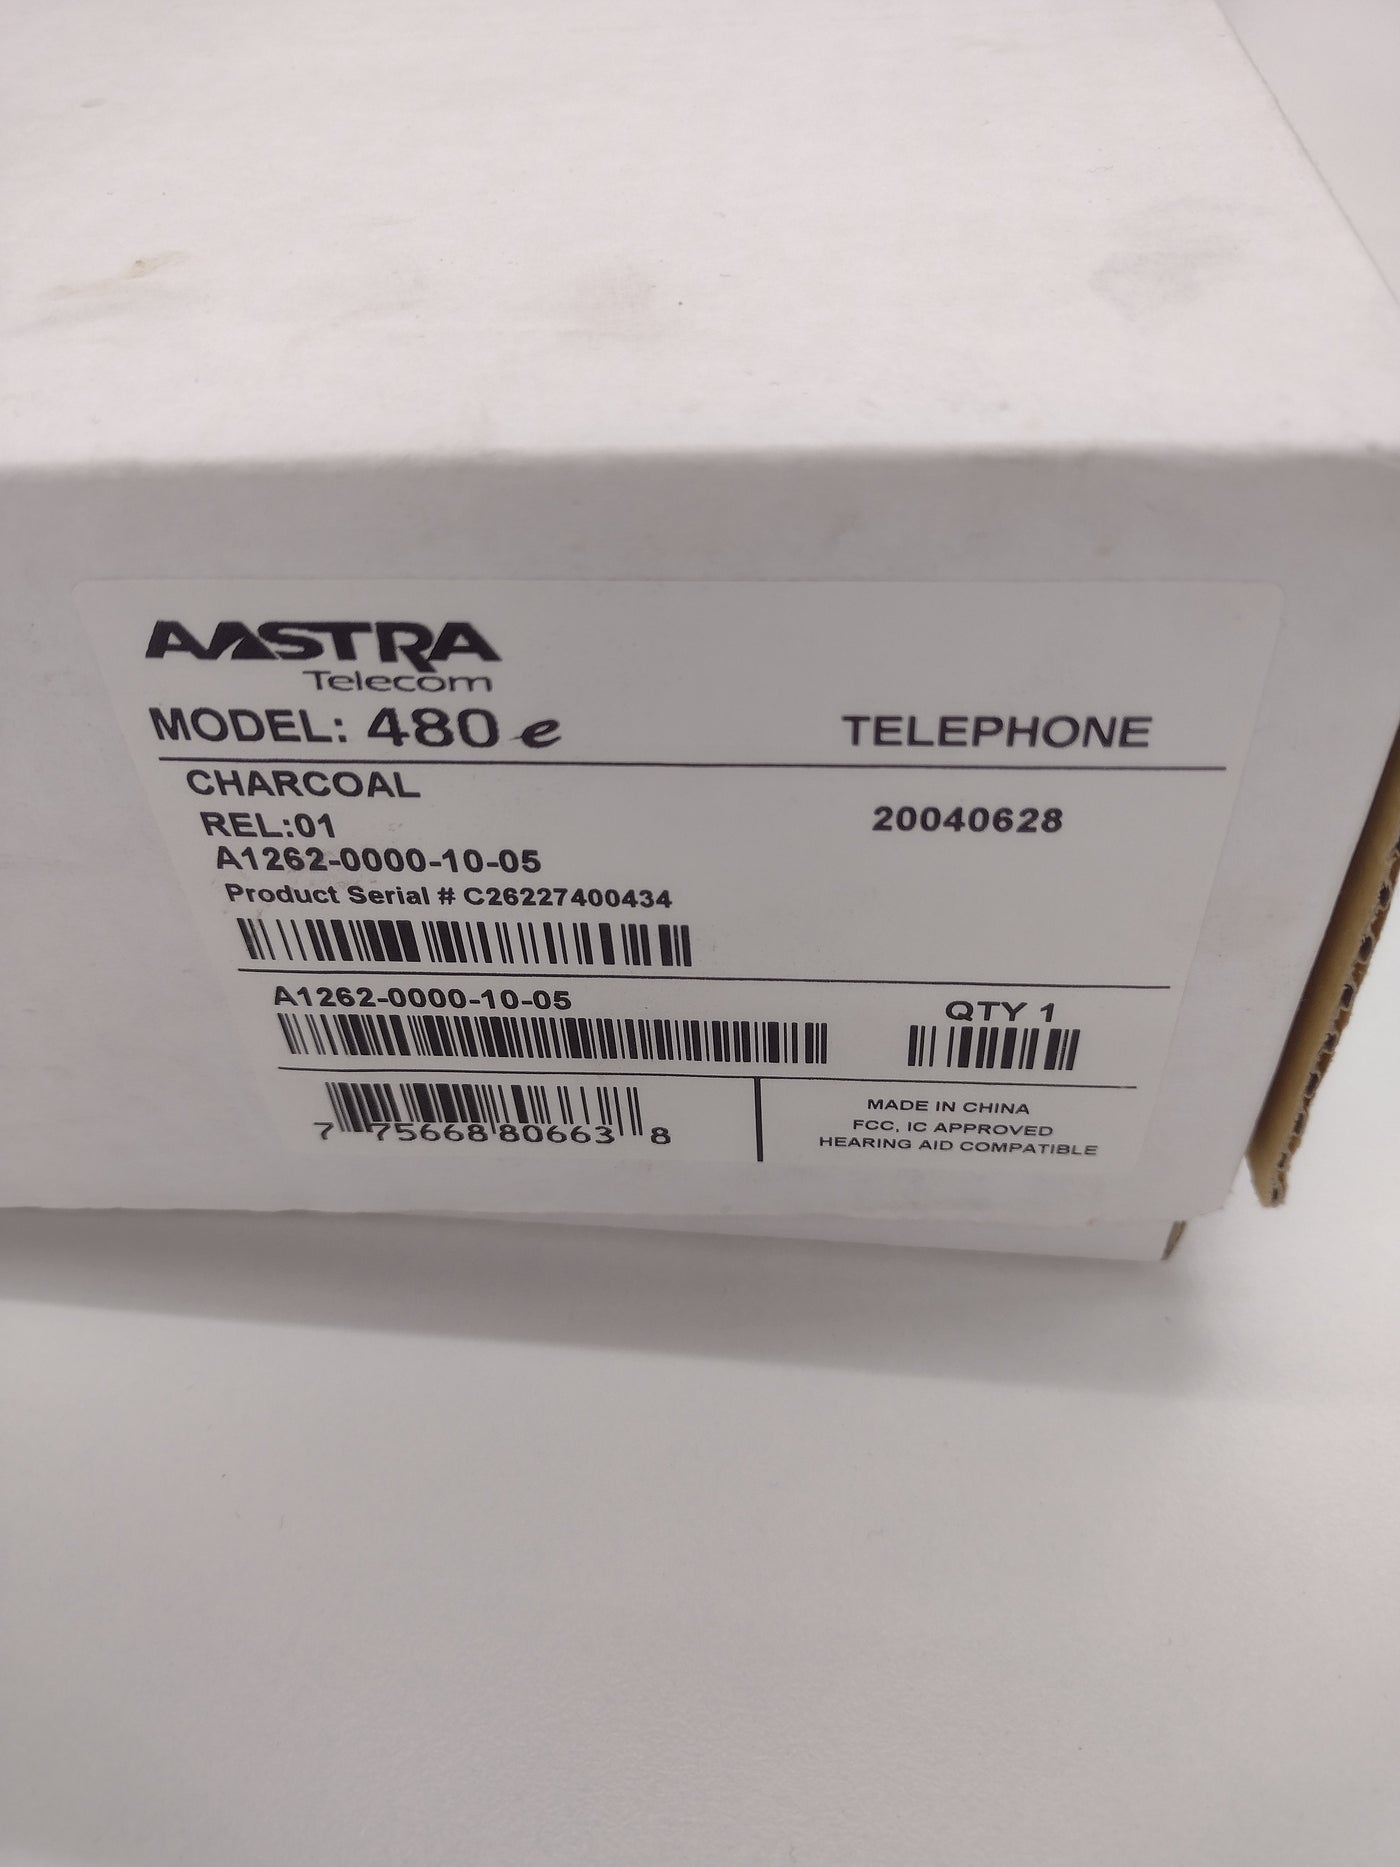 AASTRA
Telecom
MODEL: 480 e TELEPHONE
CHARCOAL
REL:01 20040628
A1262-0000-10-05
Product Serial # C26227400434
A1262-0000-10-05 QTY 1
7 75668 80663 8
MADE IN CHINA
FCC, IC APPROVED
HEARING AID COMPATIBLE